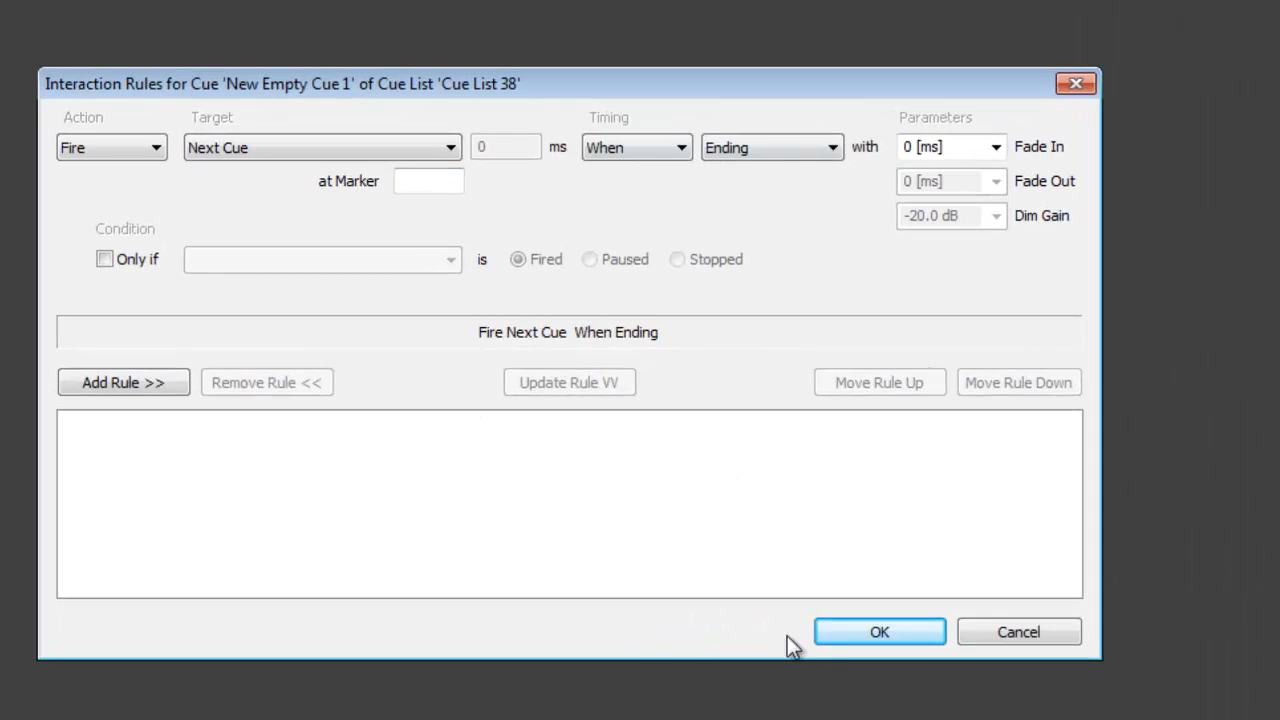 Interaction Rules for Cue 'New Empty Cue 1' of Cue List 'Cue List 38'
Action Target Timing Parameters
Fire Next Cue 0 ms When Ending with 0 [ms] Fade In
at Marker 0 [ms] Fade Out
-20.0 dB Dim Gain
Condition
Only if is Fired Paused Stopped
Fire Next Cue When Ending
Add Rule >> Remove Rule << Update Rule VV Move Rule Up Move Rule Down
OK Cancel